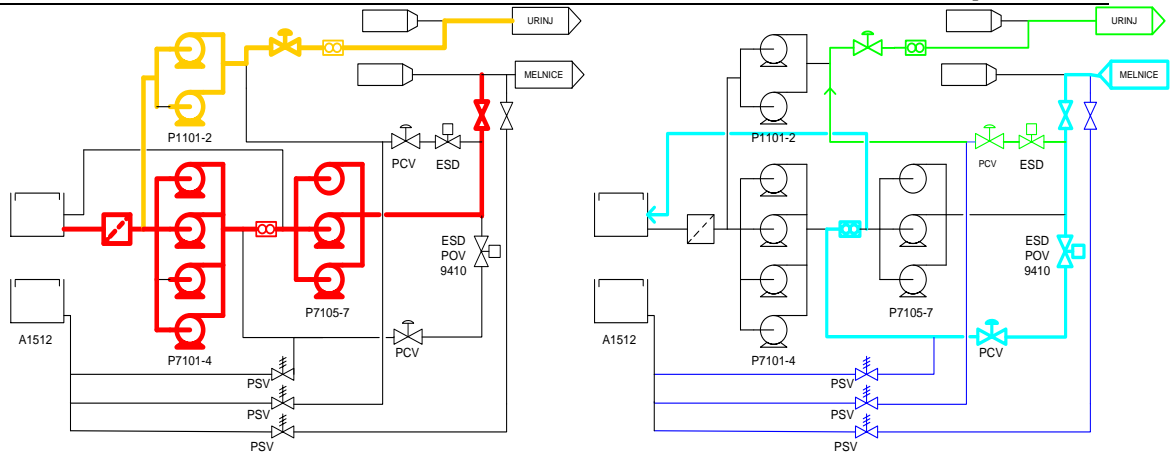 URINJ
MELNICE
P1101-2
PCV
ESD
ESD
POV
9410
P7105-7
A1512
P7101-4
PCV
PSV
PSV
PSV
URINJ
MELNICE
P1101-2
PCV
ESD
ESD
POV
9410
P7105-7
A1512
P7101-4
PCV
PSV
PSV
PSV